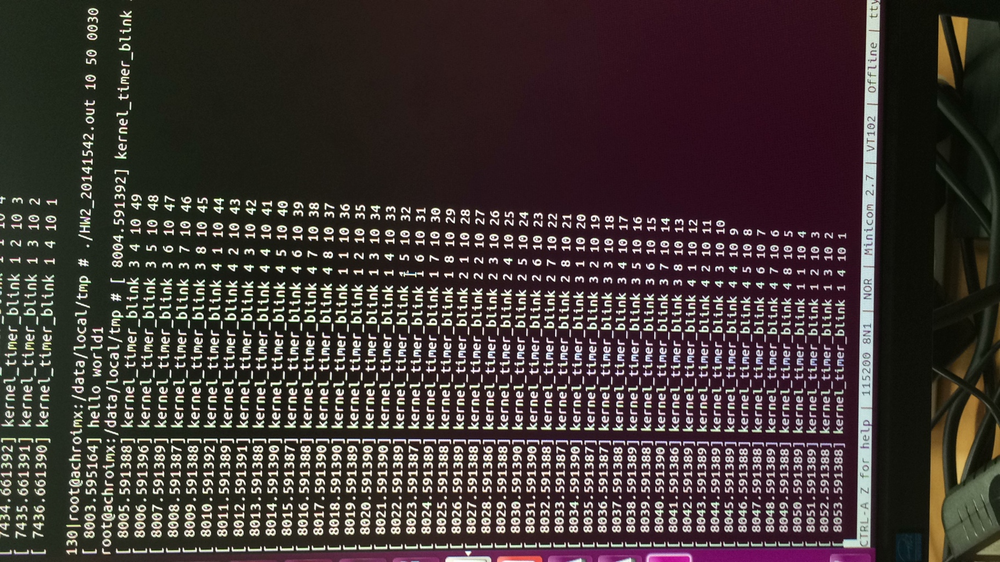 [ 7434.661392] kernel_timer_blink 1 2 10 3
[ 7435.661391] kernel_timer_blink 1 3 10 2
[ 7436.661390] kernel_timer_blink 1 4 10 1
130|root@achroimx:/data/local/tmp # ./HW2_20141542.out 10 50 0030
[ 8003.595164] hello world1
root@achroimx:/data/local/tmp # [ 8004.591392] kernel_timer_blink
[ 8005.591388] kernel_timer_blink 3 4 10 49
[ 8006.591396] kernel_timer_blink 3 5 10 48
[ 8007.591389] kernel_timer_blink 3 6 10 47
[ 8008.591387] kernel_timer_blink 3 7 10 46
[ 8009.591388] kernel_timer_blink 3 8 10 45
[ 8010.591392] kernel_timer_blink 4 1 10 44
[ 8011.591389] kernel_timer_blink 4 2 10 43
[ 8012.591391] kernel_timer_blink 4 3 10 42
[ 8013.591388] kernel_timer_blink 4 4 10 41
[ 8014.591390] kernel_timer_blink 4 5 10 40
[ 8015.591387] kernel_timer_blink 4 6 10 39
[ 8016.591388] kernel_timer_blink 4 7 10 38
[ 8017.591390] kernel_timer_blink 4 8 10 37
[ 8018.591390] kernel_timer_blink 1 1 10 36
[ 8019.591389] kernel_timer_blink 1 2 10 35
[ 8020.591390] kernel_timer_blink 1 3 10 34
[ 8021.591390] kernel_timer_blink 1 4 10 33
[ 8022.591389] kernel_timer_blink 1 5 10 32
[ 8023.591387] kernel_timer_blink 1 6 10 31
[ 8024.591389] kernel_timer_blink 1 7 10 30
[ 8025.591388] kernel_timer_blink 1 8 10 29
[ 8026.591388] kernel_timer_blink 2 1 10 28
[ 8027.591388] kernel_timer_blink 2 2 10 27
[ 8028.591386] kernel_timer_blink 2 3 10 26
[ 8029.591389] kernel_timer_blink 2 4 10 25
[ 8030.591390] kernel_timer_blink 2 5 10 24
[ 8031.591390] kernel_timer_blink 2 6 10 23
[ 8032.591388] kernel_timer_blink 2 7 10 22
[ 8033.591387] kernel_timer_blink 2 8 10 21
[ 8034.591390] kernel_timer_blink 3 1 10 20
[ 8035.591387] kernel_timer_blink 3 2 10 19
[ 8036.591387] kernel_timer_blink 3 3 10 18
[ 8037.591388] kernel_timer_blink 3 4 10 17
[ 8038.591389] kernel_timer_blink 3 5 10 16
[ 8039.591388] kernel_timer_blink 3 6 10 15
[ 8040.591390] kernel_timer_blink 3 7 10 14
[ 8041.591386] kernel_timer_blink 3 8 10 13
[ 8042.591389] kernel_timer_blink 4 1 10 12
[ 8043.591389] kernel_timer_blink 4 2 10 11
[ 8044.591389] kernel_timer_blink 4 3 10 10
[ 8045.591389] kernel_timer_blink 4 4 10 9
[ 8046.591388] kernel_timer_blink 4 5 10 8
[ 8047.591388] kernel_timer_blink 4 6 10 7
[ 8048.591389] kernel_timer_blink 4 7 10 6
[ 8049.591388] kernel_timer_blink 4 8 10 5
[ 8050.591389] kernel_timer_blink 1 1 10 4
[ 8051.591389] kernel_timer_blink 1 2 10 3
[ 8052.591388] kernel_timer_blink 1 3 10 2
[ 8053.591388] kernel_timer_blink 1 4 10 1
CTRL-A Z for help | 115200 8N1 | NOR | Minicom 2.7 | VT102 | Offline | tty